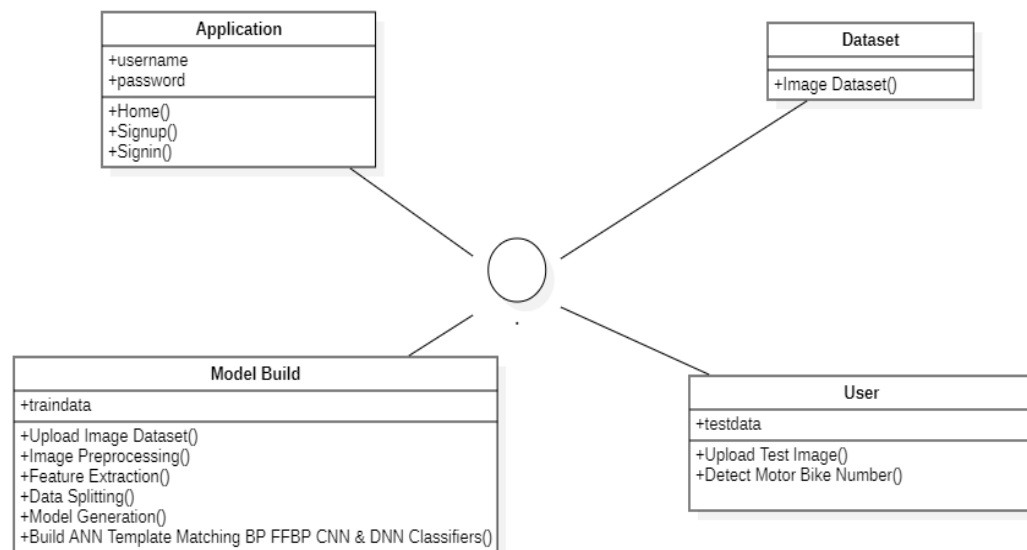 Application
+username
+password
+Home()
+Signup()
+Signin()
Dataset
+Image Dataset()
.
Model Build
+traindata
+Upload Image Dataset()
+Image Preprocessing()
+Feature Extraction()
+Data Splitting()
+Model Generation()
+Build ANN Template Matching BP FFBP CNN & DNN Classifiers()
User
+testdata
+Upload Test Image()
+Detect Motor Bike Number()